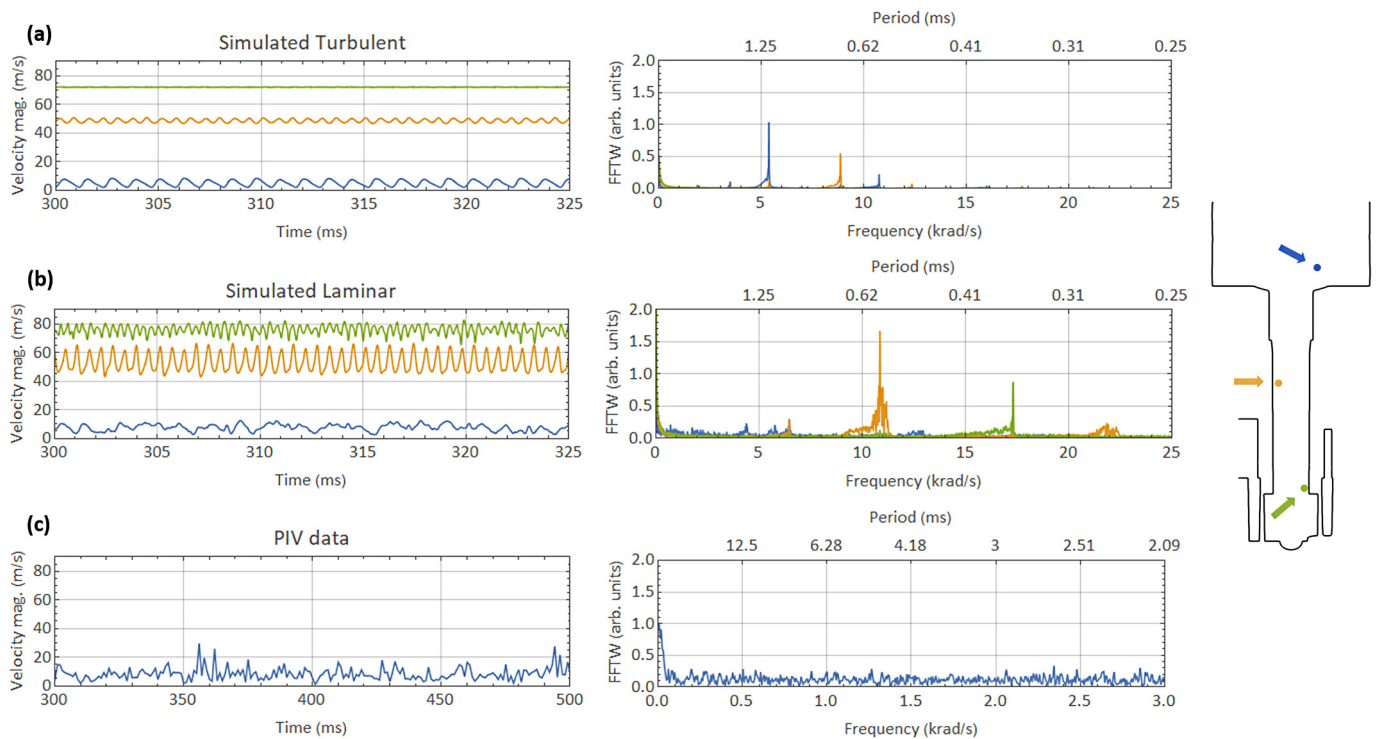 (a)
Simulated Turbulent
Velocity mag. (m/s)
80
60
40
20
0
300 305 310 315 320 325
Time (ms)
Period (ms)
1.25 0.62 0.41 0.31 0.25
FFTW (arb. units)
2.0
1.5
1.0
0.5
0.0
0 5 10 15 20 25
Frequency (krad/s)
(b)
Simulated Laminar
Velocity mag. (m/s)
80
60
40
20
0
300 305 310 315 320 325
Time (ms)
Period (ms)
1.25 0.62 0.41 0.31 0.25
FFTW (arb. units)
2.0
1.5
1.0
0.5
0.0
0 5 10 15 20 25
Frequency (krad/s)
(c)
PIV data
Velocity mag. (m/s)
80
60
40
20
0
300 350 400 450 500
Time (ms)
Period (ms)
12.5 6.28 4.18 3 2.51 2.09
FFTW (arb. units)
2.0
1.5
1.0
0.5
0.0
0.0 0.5 1.0 1.5 2.0 2.5 3.0
Frequency (krad/s)